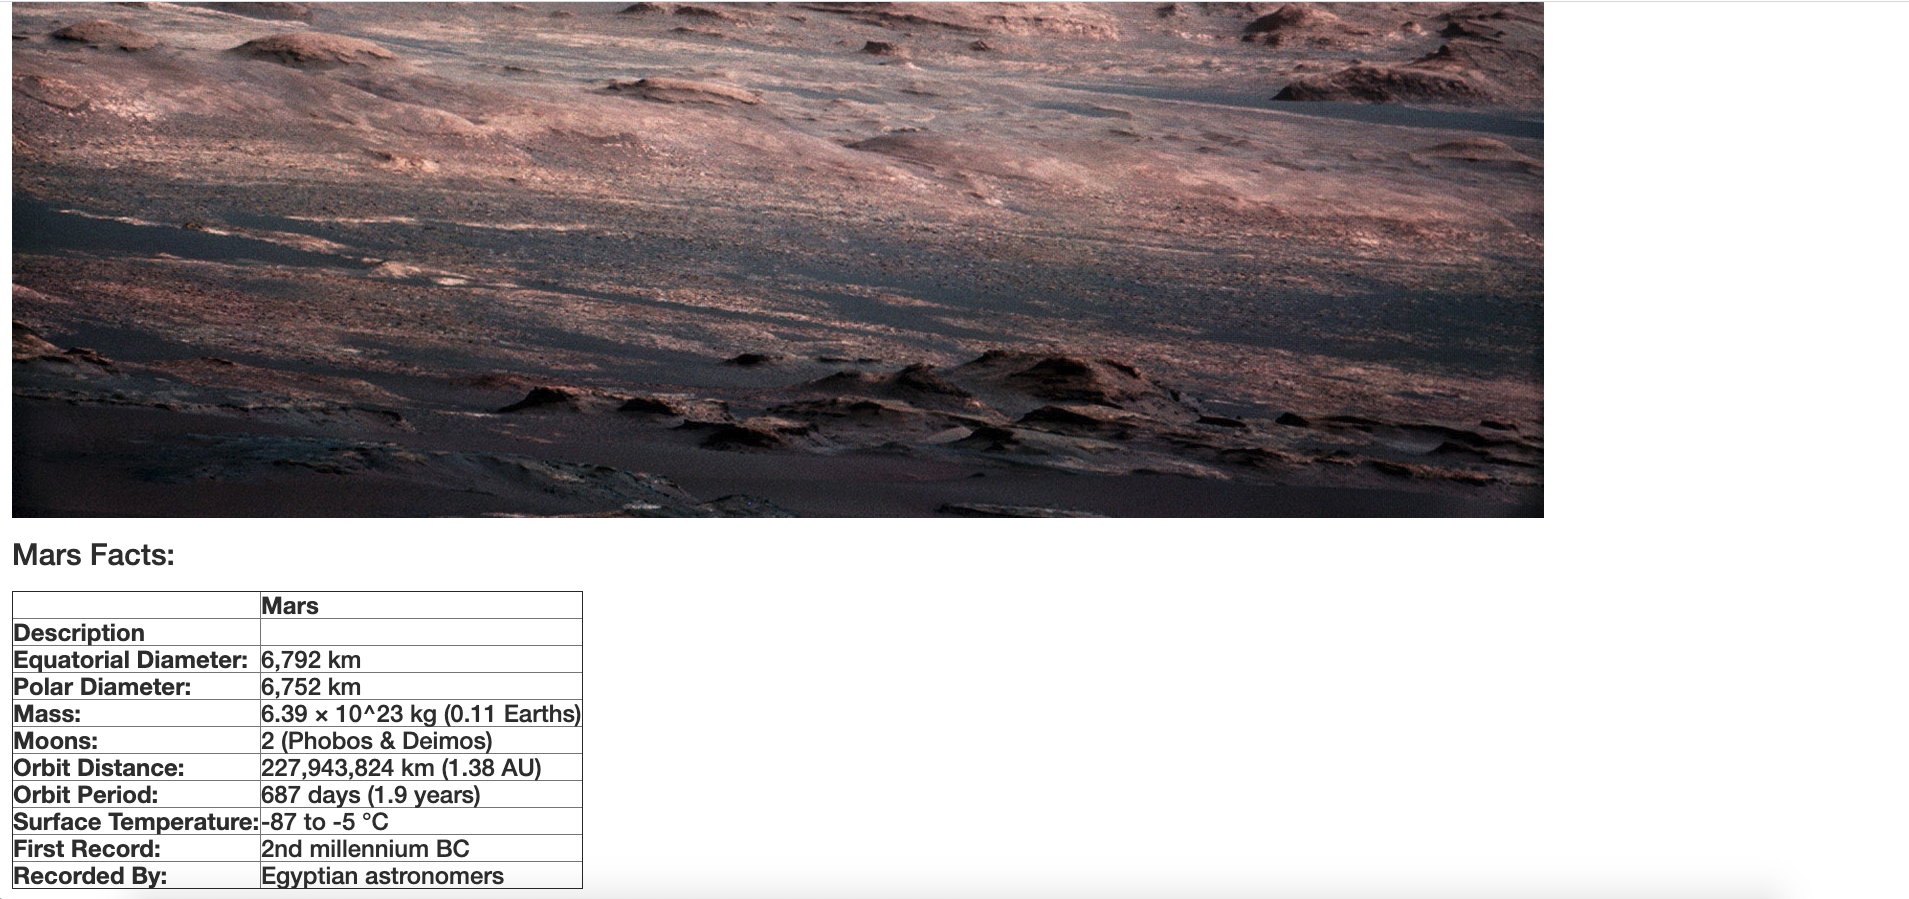 Mars Facts:
Mars
Description
Equatorial Diameter: 6,792 km
Polar Diameter: 6,752 km
Mass: 6.39 × 10^23 kg (0.11 Earths)
Moons: 2 (Phobos & Deimos)
Orbit Distance: 227,943,824 km (1.38 AU)
Orbit Period: 687 days (1.9 years)
Surface Temperature: -87 to -5 °C
First Record: 2nd millennium BC
Recorded By: Egyptian astronomers